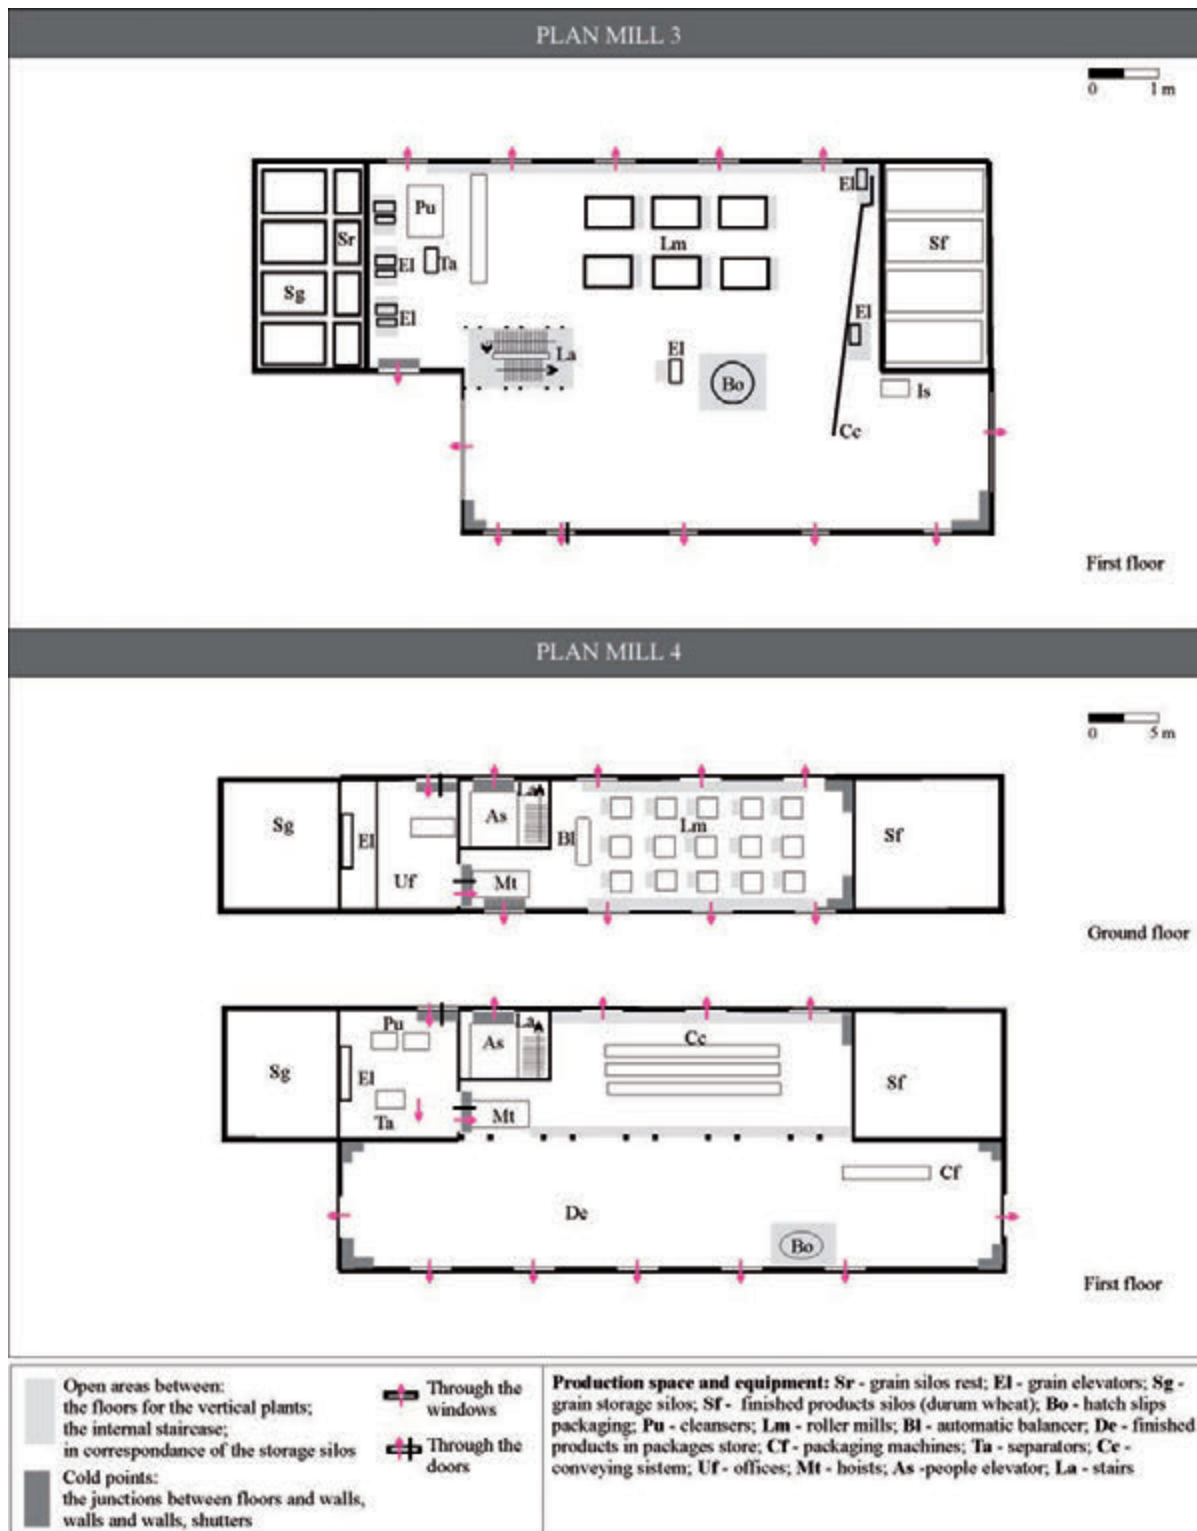 PLAN MILL 3
0 1 m
El
Pu
Sr
Lm
Sf
El
Ta
Sg
El
El
La
El
Bo
Is
Cc
First floor
PLAN MILL 4
0 5 m
La
As
Sg
El
Bl
Lm
Sf
Uf
Mt
Ground floor
Pu
La
As
Cc
Sg
El
Sf
Ta
Mt
Cf
De
Bo
First floor
Open areas between:
the floors for the vertical plants;
the internal staircase;
in correspondance of the storage silos
Cold points:
the junctions between floors and walls,
walls and walls, shutters
Through the
windows
Through the
doors
Production space and equipment: Sr - grain silos rest; El - grain elevators; Sg -
grain storage silos; Sf - finished products silos (durum wheat); Bo - hatch slips
packaging; Pu - cleansers; Lm - roller mills; Bl - automatic balancer; De - finished
products in packages store; Cf - packaging machines; Ta - separators; Cc -
conveying sistem; Uf - offices; Mt - hoists; As -people elevator; La - stairs